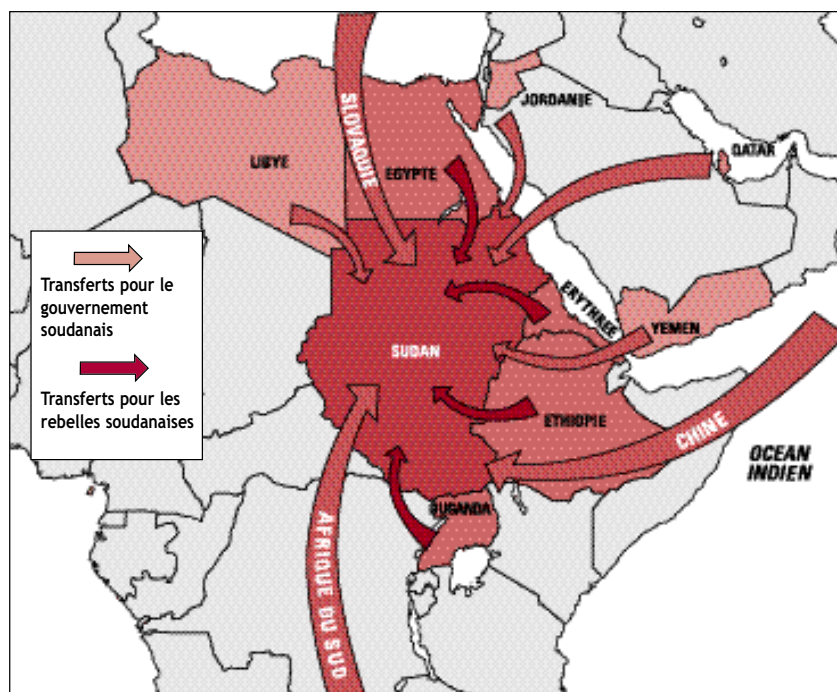 SLOVAQUIE
JORDANIE
LIBYE
EGYPTE
QATAR
Transferts pour le
gouvernement
soudanais
Transferts pour les
rebelles soudanaises
ERYTHREE
YEMEN
SUDAN
ETHIOPIE
CHINE
OCEAN
INDIEN
OUGANDA
AFRIQUE DU SUD